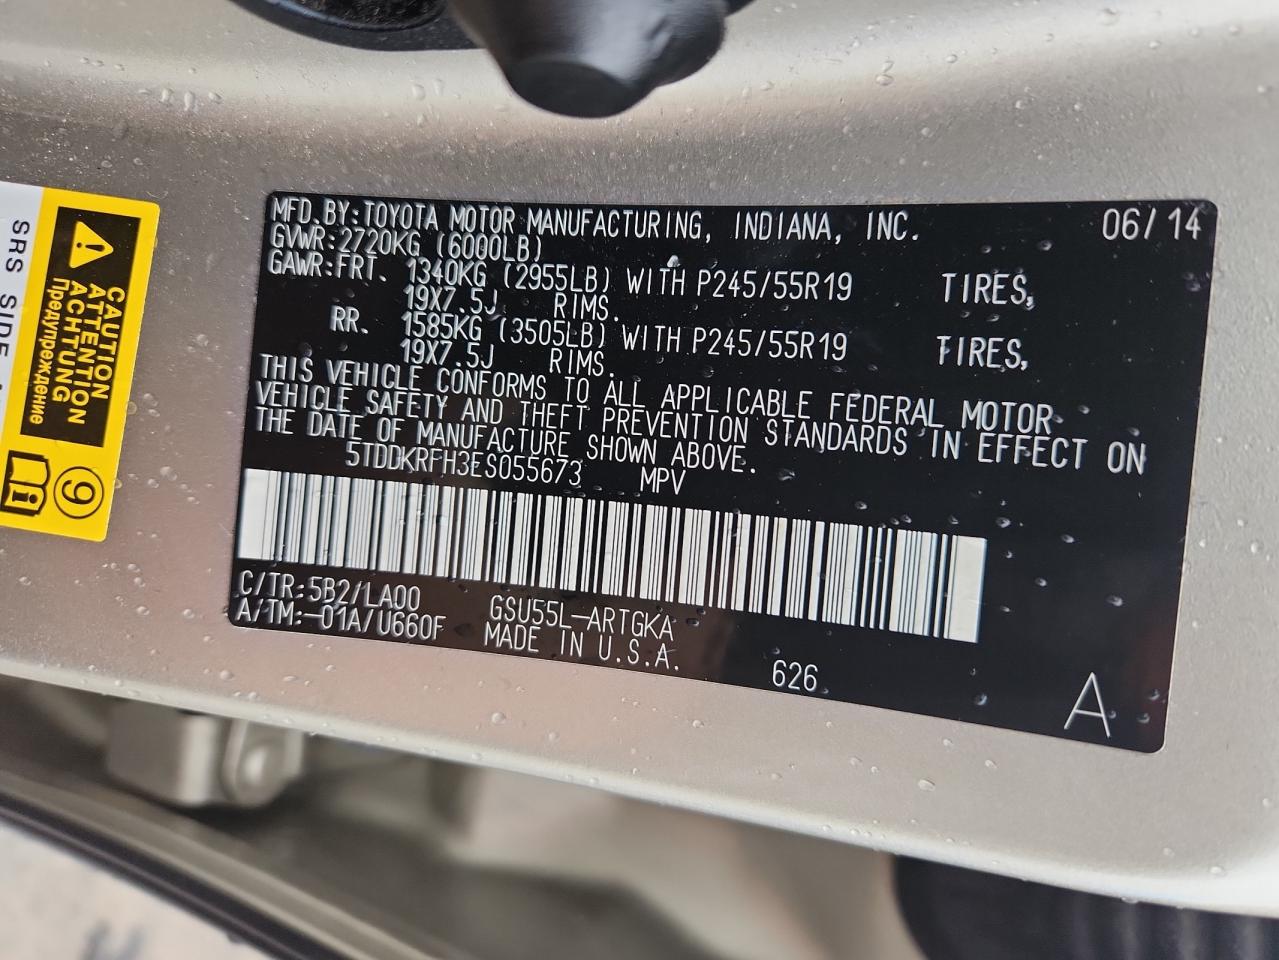 MFD.BY:TOYOTA MOTOR MANUFACTURING, INDIANA, INC. 06/14
GVWR:2720KG (6000LB)
GAWR:FRT. 1340KG (2955LB) WITH P245/55R19 TIRES,
19X7.5J RIMS.
RR. 1585KG (3505LB) WITH P245/55R19 TIRES,
19X7.5J RIMS.
THIS VEHICLE CONFORMS TO ALL APPLICABLE FEDERAL MOTOR
VEHICLE SAFETY AND THEFT PREVENTION STANDARDS IN EFFECT ON
THE DATE OF MANUFACTURE SHOWN ABOVE.
5TDDKRFH3ES055673 MPV
C/TR:5B2/LA00 GSU55L-ARTGKA
A/TM:-01A/U660F MADE IN U.S.A.
626
A
CAUTION
ATTENTION
ACHTUNG
Предупреждение
9
i
SRS SIDE